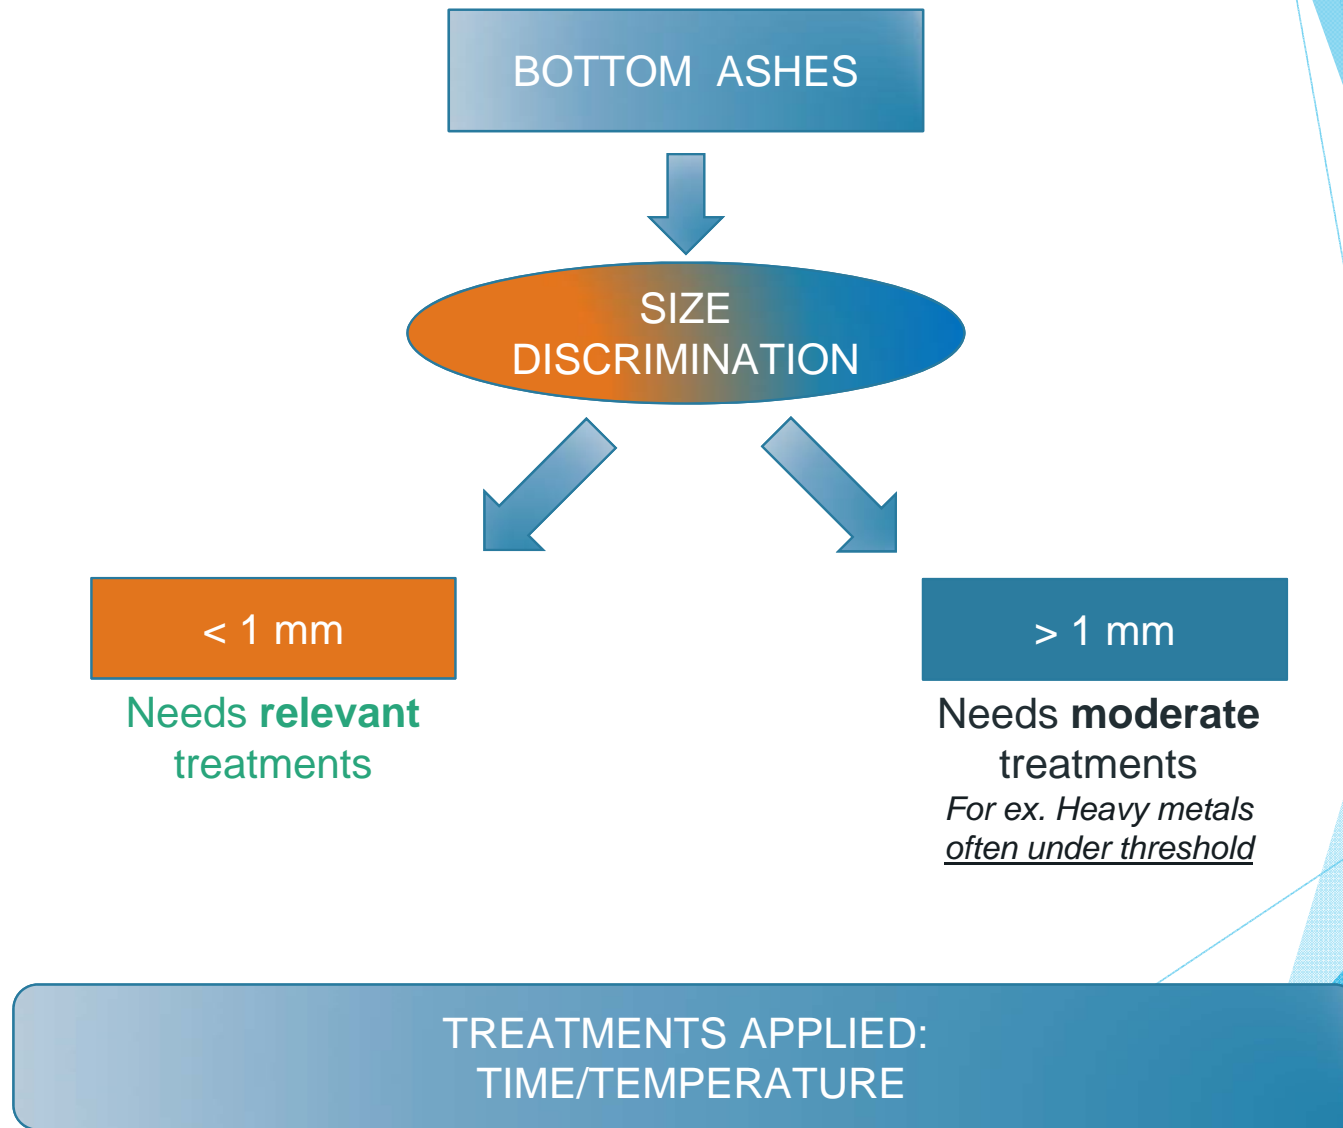 BOTTOM ASHES
SIZE
DISCRIMINATION
< 1 mm
Needs relevant
treatments
> 1 mm
Needs moderate
treatments
For ex. Heavy metals
often under threshold
TREATMENTS APPLIED:
TIME/TEMPERATURE